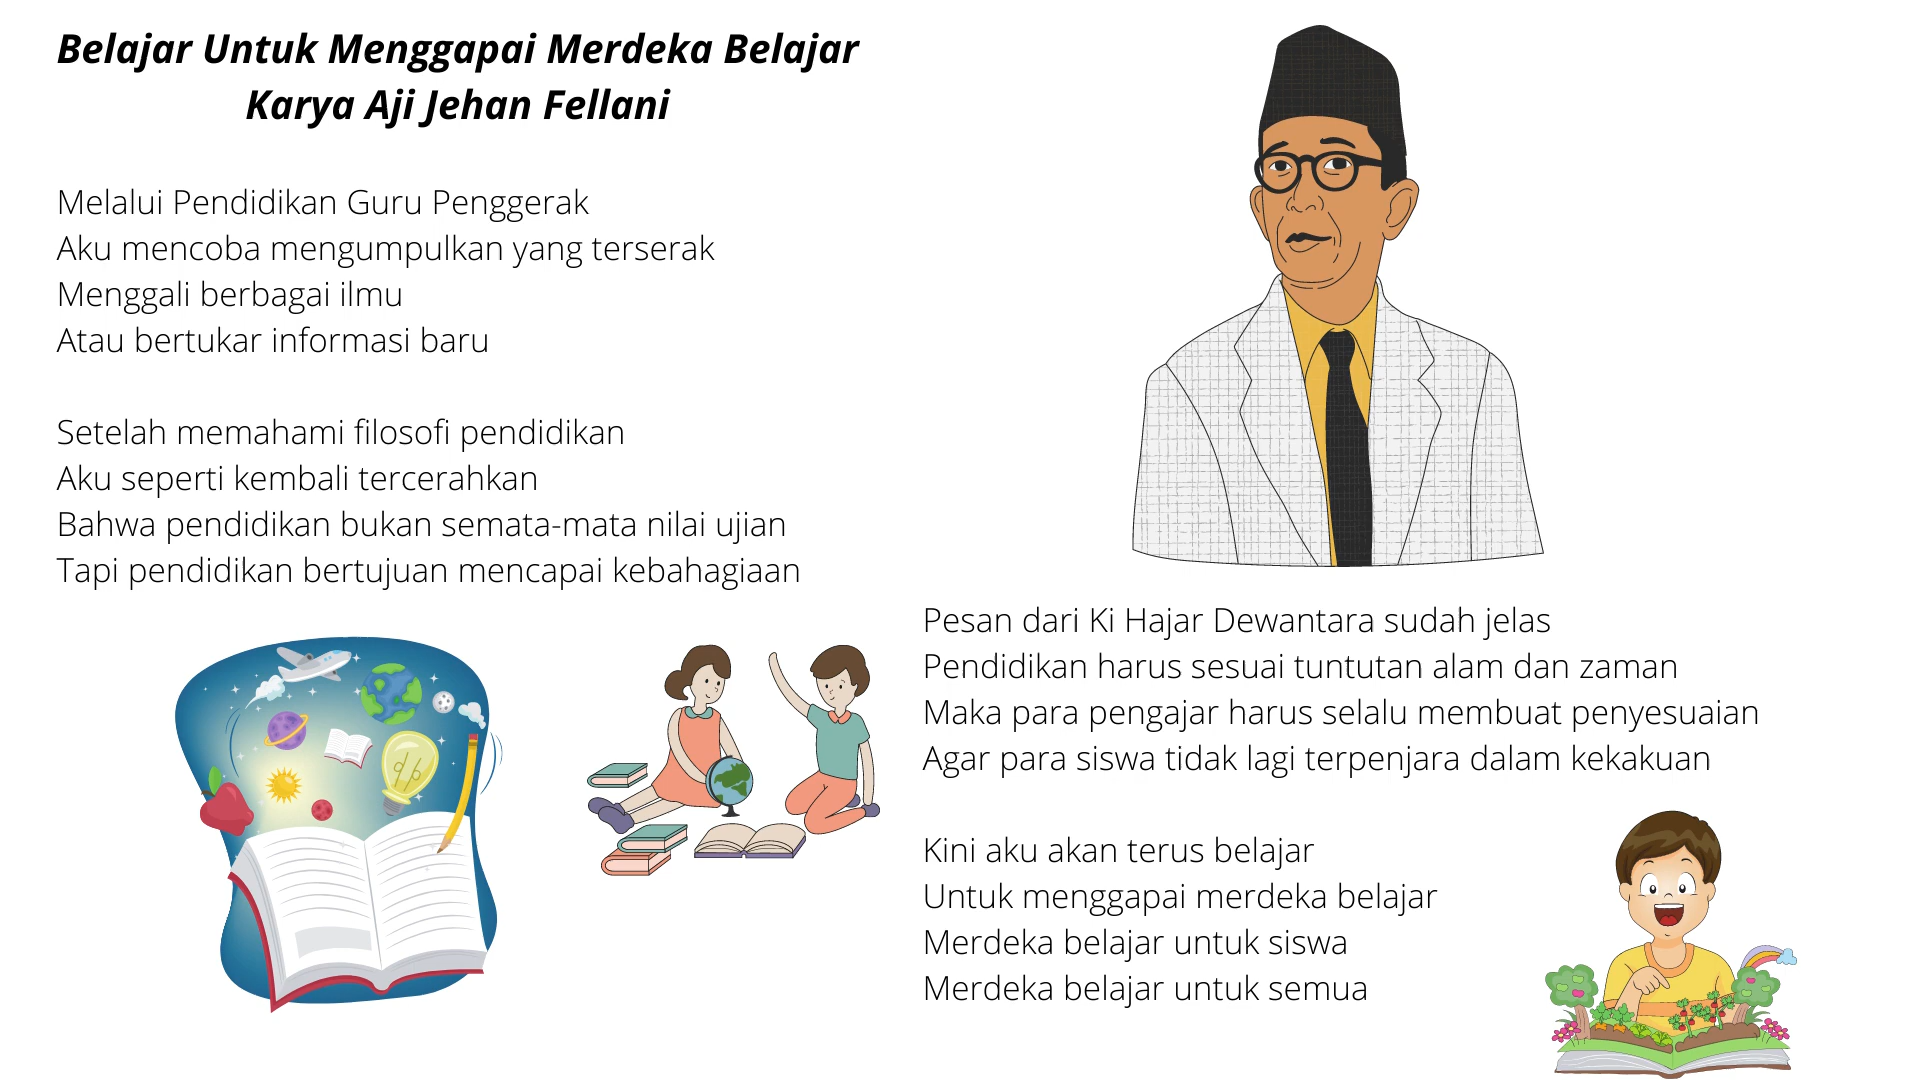 Belajar Untuk Menggapai Merdeka Belajar
Karya Aji Jehan Fellani
Melalui Pendidikan Guru Penggerak
Aku mencoba mengumpulkan yang terserak
Menggali berbagai ilmu
Atau bertukar informasi baru
Setelah memahami filosofi pendidikan
Aku seperti kembali tercerahkan
Bahwa pendidikan bukan semata-mata nilai ujian
Tapi pendidikan bertujuan mencapai kebahagiaan
Pesan dari Ki Hajar Dewantara sudah jelas
Pendidikan harus sesuai tuntutan alam dan zaman
Maka para pengajar harus selalu membuat penyesuaian
Agar para siswa tidak lagi terpenjara dalam kekakuan
Kini aku akan terus belajar
Untuk menggapai merdeka belajar
Merdeka belajar untuk siswa
Merdeka belajar untuk semua